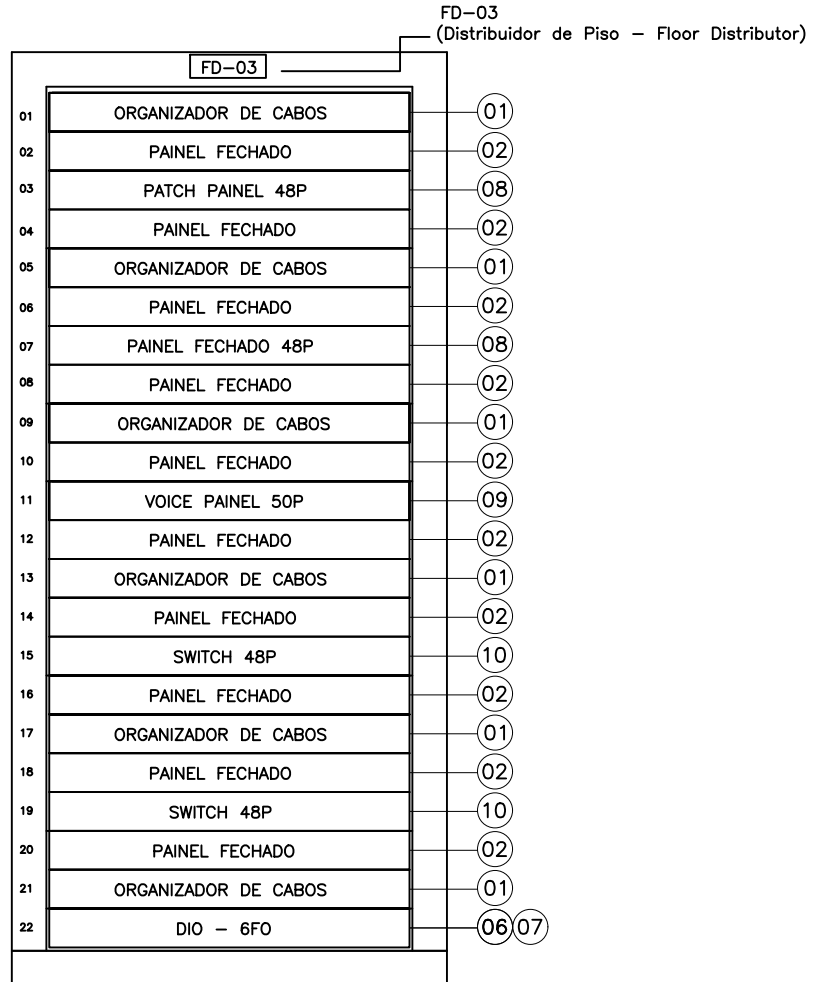 FD-03
(Distribuidor de Piso - Floor Distributor)
FD-03
01 ORGANIZADOR DE CABOS 01
02 PAINEL FECHADO 02
03 PATCH PAINEL 48P 08
04 PAINEL FECHADO 02
05 ORGANIZADOR DE CABOS 01
06 PAINEL FECHADO 02
07 PAINEL FECHADO 48P 08
08 PAINEL FECHADO 02
09 ORGANIZADOR DE CABOS 01
10 PAINEL FECHADO 02
11 VOICE PAINEL 50P 09
12 PAINEL FECHADO 02
13 ORGANIZADOR DE CABOS 01
14 PAINEL FECHADO 02
15 SWITCH 48P 10
16 PAINEL FECHADO 02
17 ORGANIZADOR DE CABOS 01
18 PAINEL FECHADO 02
19 SWITCH 48P 10
20 PAINEL FECHADO 02
21 ORGANIZADOR DE CABOS 01
22 DIO - 6FO 06 07